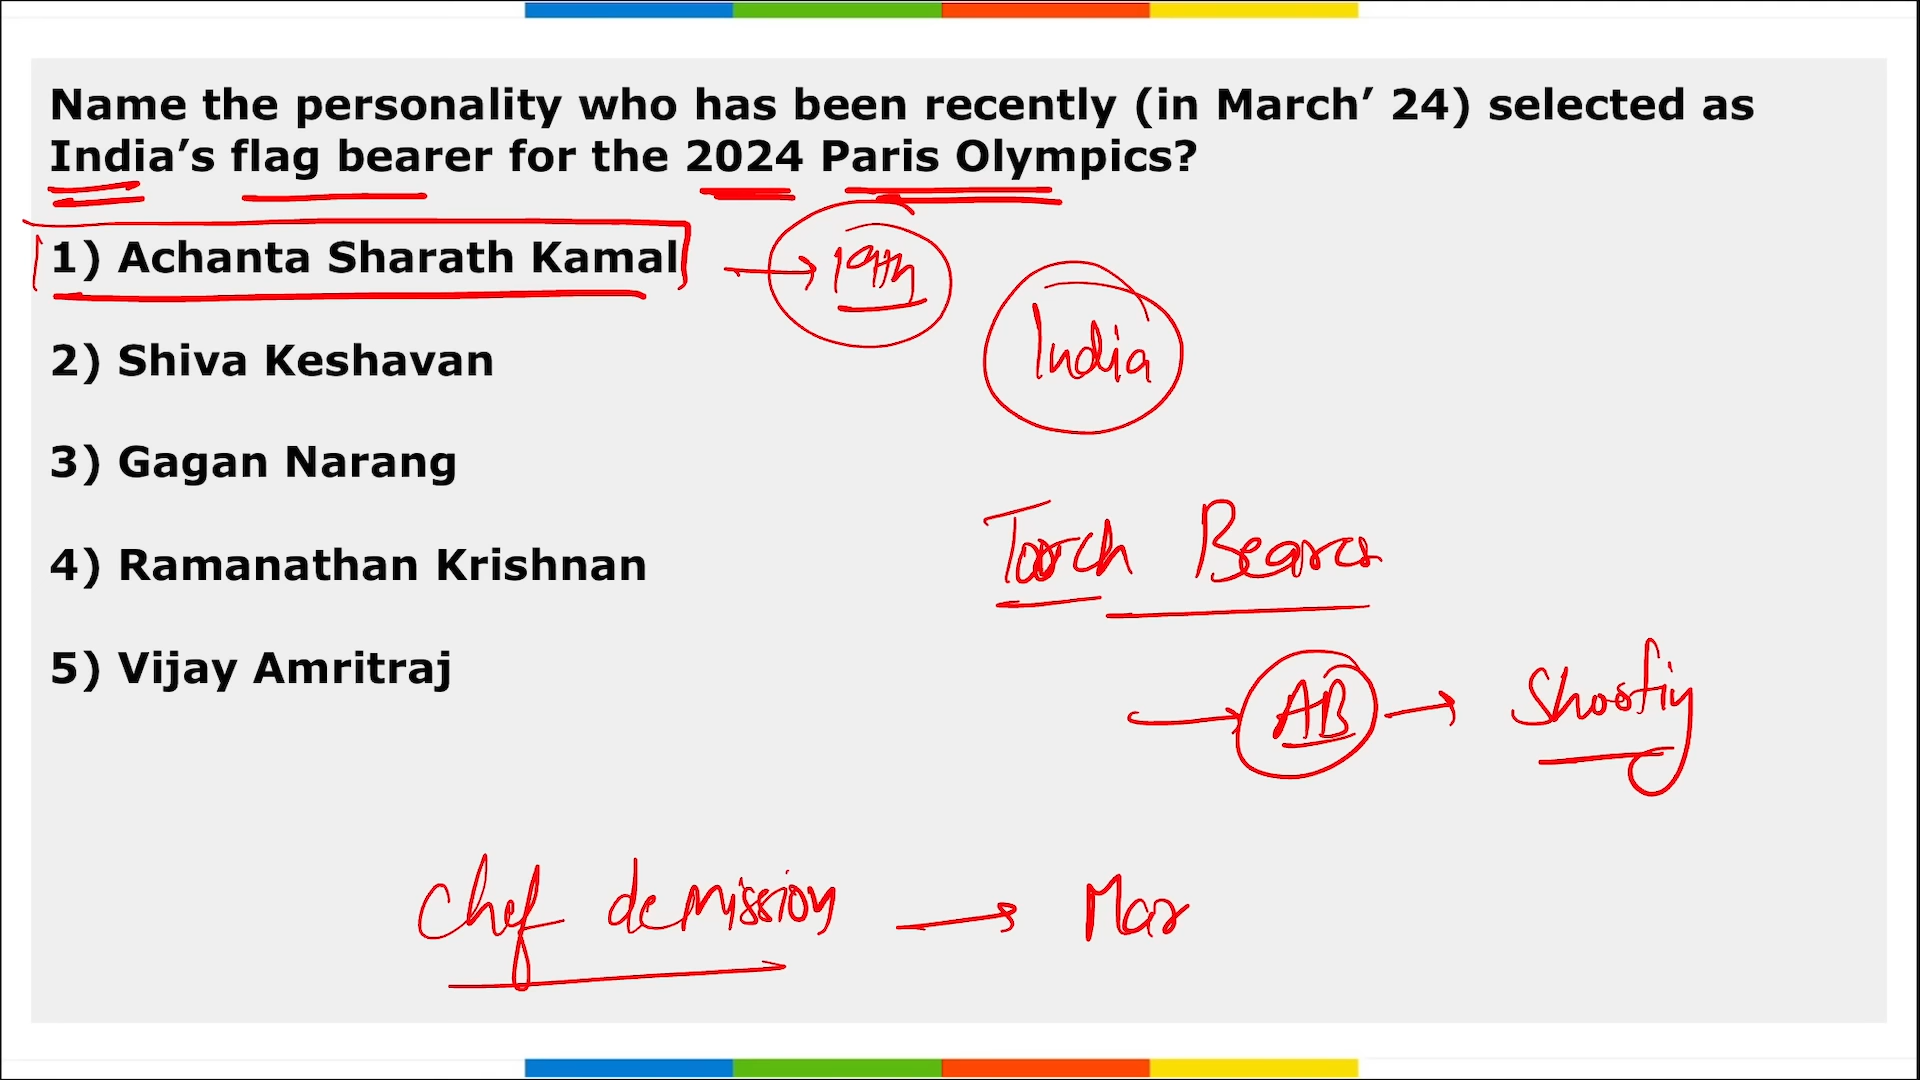 Name the personality who has been recently (in March’ 24) selected as
India’s flag bearer for the 2024 Paris Olympics?
1) Achanta Sharath Kamal
19th
India
2) Shiva Keshavan
3) Gagan Narang
Torch Bearer
4) Ramanathan Krishnan
5) Vijay Amritraj
AB Shooting
Chef de mission Mar